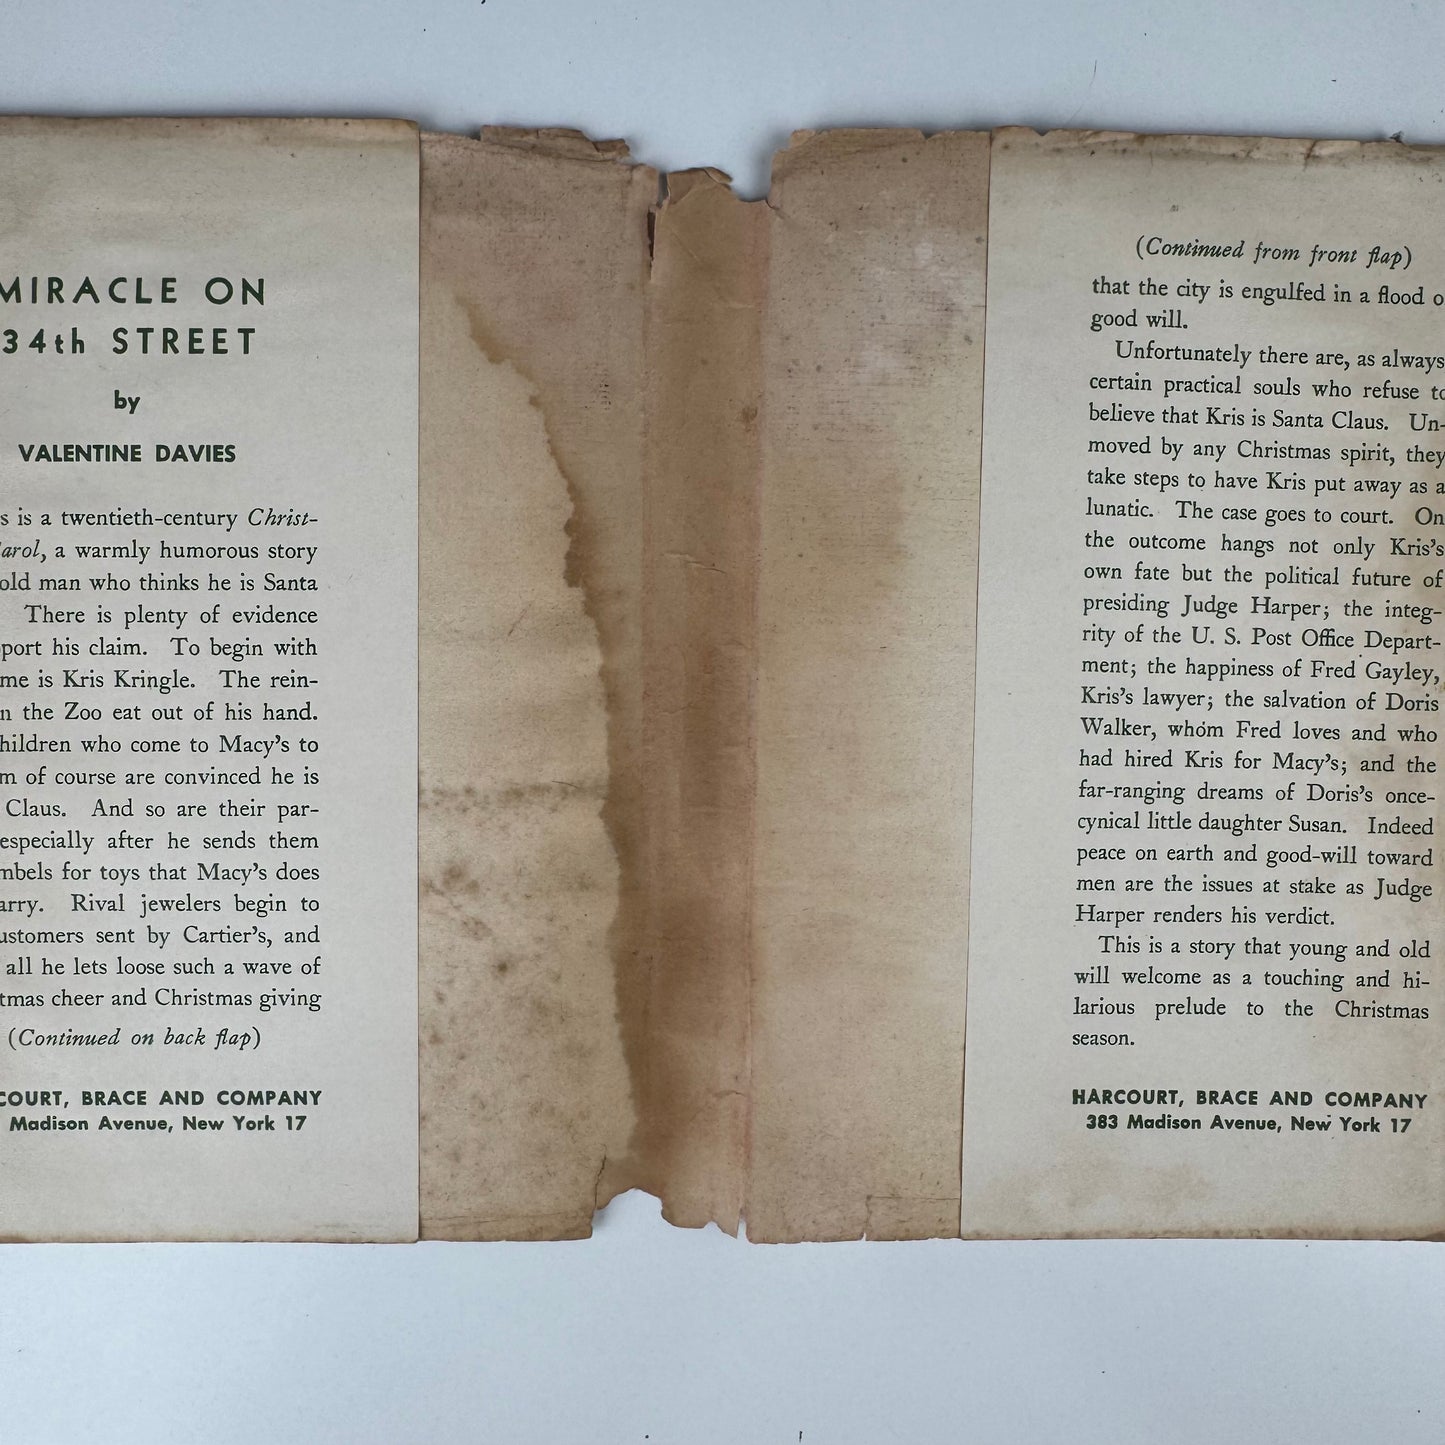 MIRACLE ON
34th STREET
by
VALENTINE DAVIES
is a twentieth-century Christ-
a warmly humorous story
old man who thinks he is Santa
There is plenty of evidence
his claim. To begin with
is Kris Kringle. The rein-
the Zoo eat out of his hand.
who come to Macy's to
of course are convinced he is
Claus. And so are their par-
especially after he sends them
for toys that Macy's does
Rival jewelers begin to
sent by Cartier's, and
all he lets loose such a wave of
cheer and Christmas giving
(Continued on back flap)
BRACE AND COMPANY
Madison Avenue, New York 17
(Continued from front flap)
that the city is engulfed in a flood
good will.
Unfortunately there are, as always
certain practical souls who refuse to
believe that Kris is Santa Claus. Un-
moved by any Christmas spirit, they
take steps to have Kris put away as a
lunatic. The case goes to court. On
the outcome hangs not only Kris's
own fate but the political future of
presiding Judge Harper; the integ-
rity of the U. S. Post Office Depart-
ment; the happiness of Fred Gayley,
Kris's lawyer; the salvation of Doris
Walker, whom Fred loves and who
had hired Kris for Macy's; and the
far-ranging dreams of Doris's once-
cynical little daughter Susan. Indeed
peace on earth and good-will toward
men are the issues at stake as Judge
Harper renders his verdict.
This is a story that young and old
will welcome as a touching and hi-
larious prelude to the Christmas
season.
HARCOURT, BRACE AND COMPANY
383 Madison Avenue, New York 17